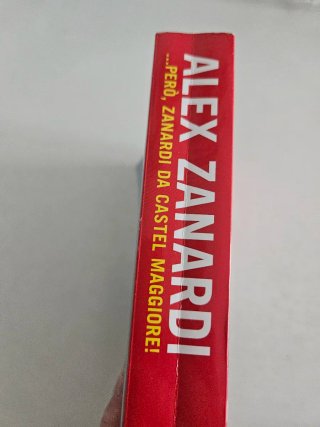 ALEX ZANARDI
...PERÒ, ZANARDI DA CASTEL MAGGIORE!